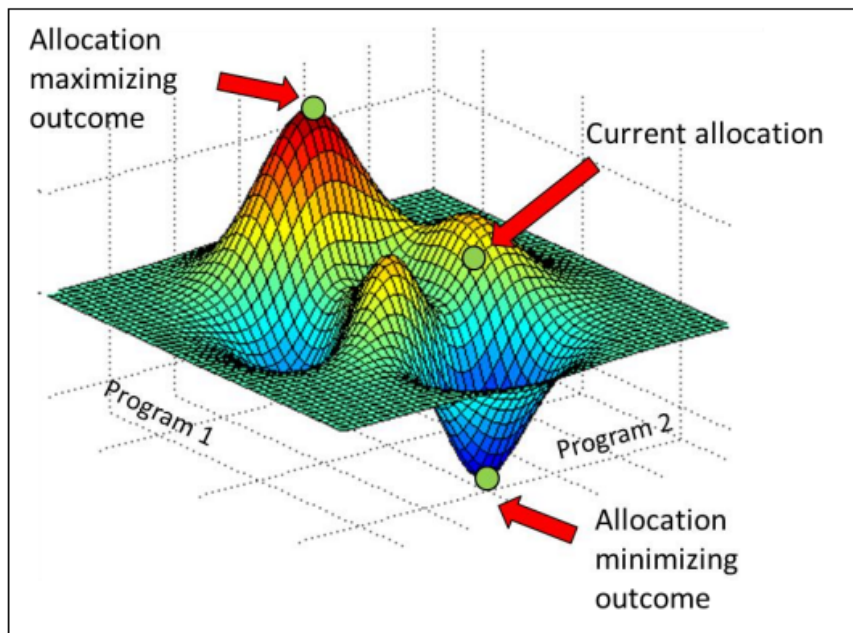 Allocation
maximizing
outcome
Current allocation
Program 1
Program 2
Allocation
minimizing
outcome